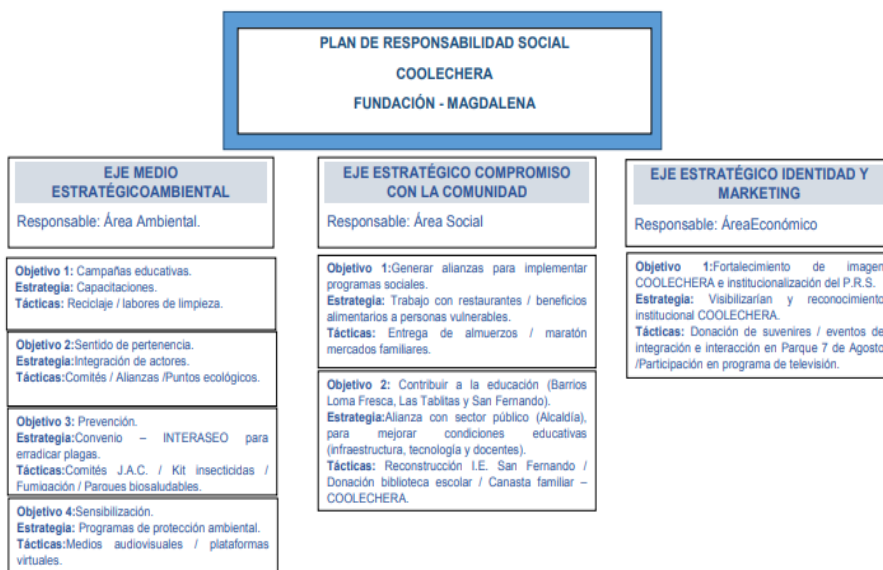 PLAN DE RESPONSABILIDAD SOCIAL
COOLECHERA
FUNDACIÓN - MAGDALENA
EJE MEDIO
ESTRATÉGICOAMBIENTAL
Responsable: Área Ambiental.
Objetivo 1: Campañas educativas.
Estrategia: Capacitaciones.
Tácticas: Reciclaje / labores de limpieza.
Objetivo 2:Sentido de pertenencia.
Estrategia:Integración de actores.
Tácticas:Comités / Alianzas /Puntos ecológicos.
Objetivo 3: Prevención.
Estrategia:Convenio – INTERASEO para
erradicar plagas.
Tácticas:Comités J.A.C. / Kit insecticidas /
Fumigación / Parques biosaludables.
Objetivo 4:Sensibilización.
Estrategia: Programas de protección ambiental.
Tácticas:Medios audiovisuales / plataformas
virtuales.
EJE ESTRATÉGICO COMPROMISO
CON LA COMUNIDAD
Responsable: Área Social
Objetivo 1:Generar alianzas para implementar
programas sociales.
Estrategia: Trabajo con restaurantes / beneficios
alimentarios a personas vulnerables.
Tácticas: Entrega de almuerzos / maratón
mercados familiares.
Objetivo 2: Contribuir a la educación (Barrios
Loma Fresca, Las Tablitas y San Fernando).
Estrategia:Alianza con sector público (Alcaldía),
para mejorar condiciones educativas
(infraestructura, tecnología y docentes).
Tácticas: Reconstrucción I.E. San Fernando /
Donación biblioteca escolar / Canasta familiar –
COOLECHERA.
EJE ESTRATÉGICO IDENTIDAD Y
MARKETING
Responsable: ÁreaEconómico
Objetivo 1:Fortalecimiento de imagen
COOLECHERA e institucionalización del P.R.S.
Estrategia: Visibilizarían y reconocimiento
institucional COOLECHERA.
Tácticas: Donación de suvenires / eventos de
integración e interacción en Parque 7 de Agosto
/Participación en programa de televisión.